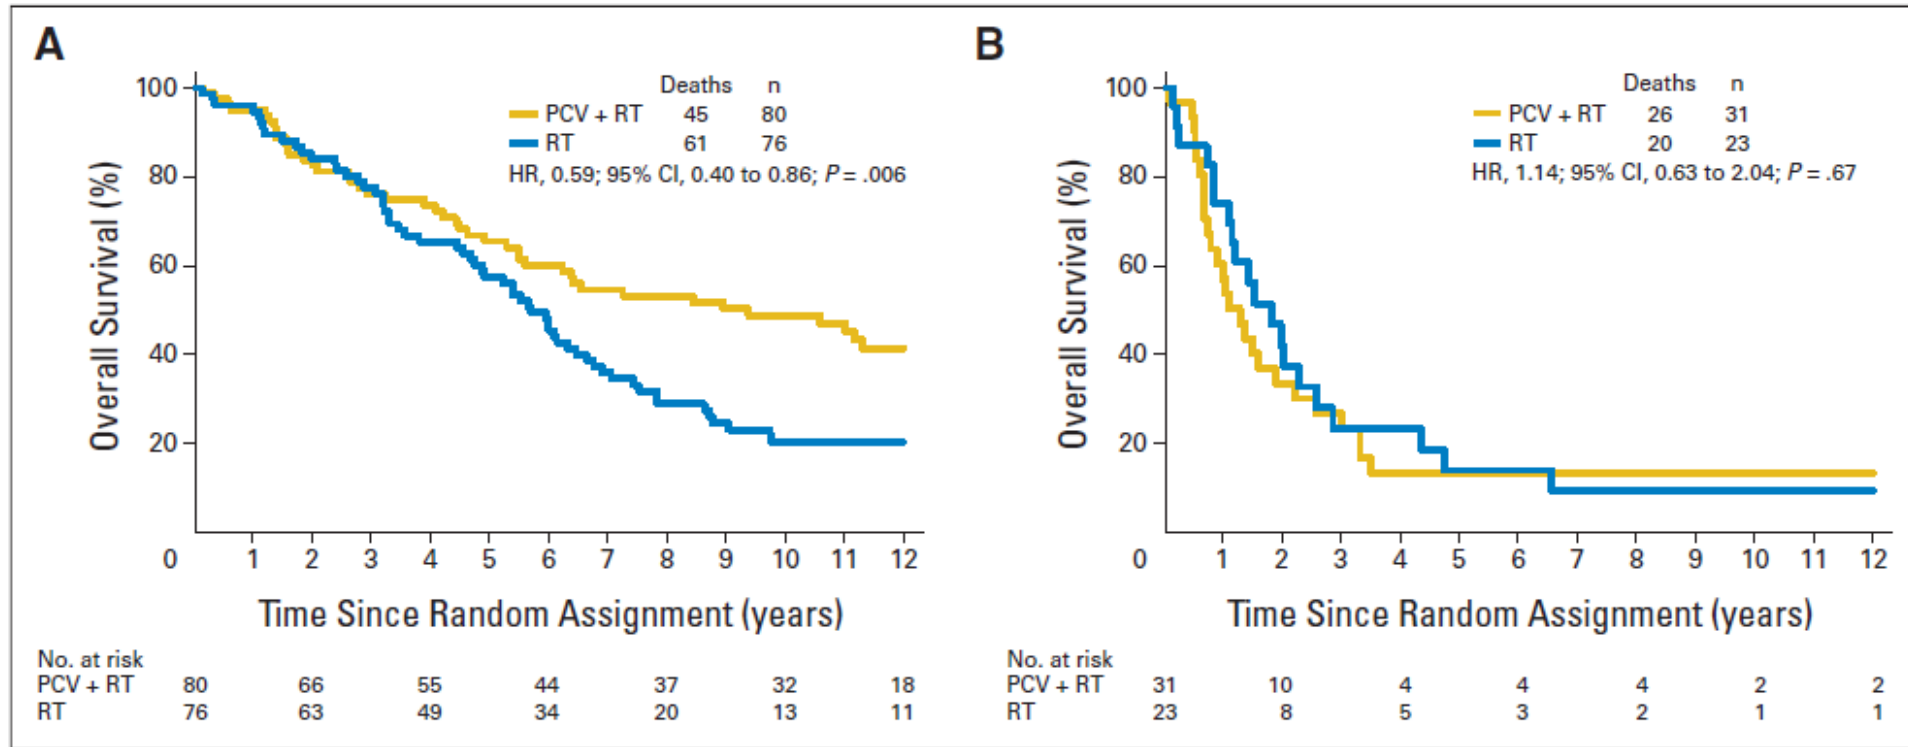 A
Deaths n
PCV + RT 45 80
RT 61 76
HR, 0.59; 95% CI, 0.40 to 0.86; P = .006
Overall Survival (%)
100
80
60
40
20
0 1 2 3 4 5 6 7 8 9 10 11 12
Time Since Random Assignment (years)
No. at risk
PCV + RT 80 66 55 44 37 32 18
RT 76 63 49 34 20 13 11
B
Deaths n
PCV + RT 26 31
RT 20 23
HR, 1.14; 95% CI, 0.63 to 2.04; P = .67
Overall Survival (%)
100
80
60
40
20
0 1 2 3 4 5 6 7 8 9 10 11 12
Time Since Random Assignment (years)
No. at risk
PCV + RT 31 10 4 4 4 2 2
RT 23 8 5 3 2 1 1